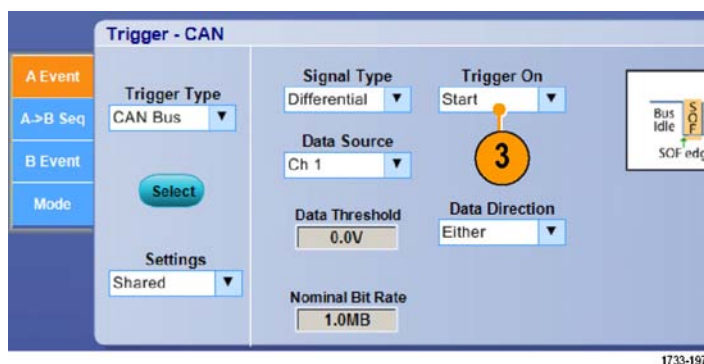 Trigger - CAN
A Event
A->B Seq
B Event
Mode
Trigger Type
CAN Bus
Select
Settings
Shared
Signal Type
Differential
Data Source
Ch 1
Data Threshold
0.0V
Nominal Bit Rate
1.0MB
Trigger On
Start
3
Data Direction
Either
Bus
Idle
SOF
SOF edg
1733-197